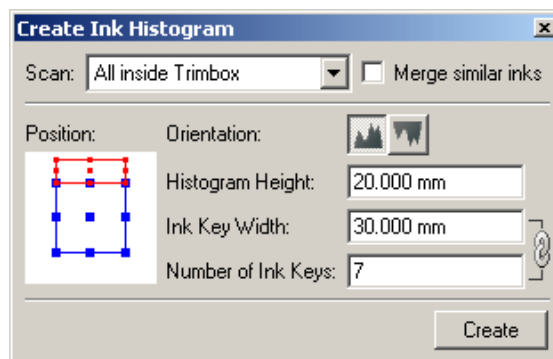 Create Ink Histogram
Scan: All inside Trimbox Merge similar inks
Position: Orientation:
Histogram Height: 20.000 mm
Ink Key Width: 30.000 mm
Number of Ink Keys: 7
Create